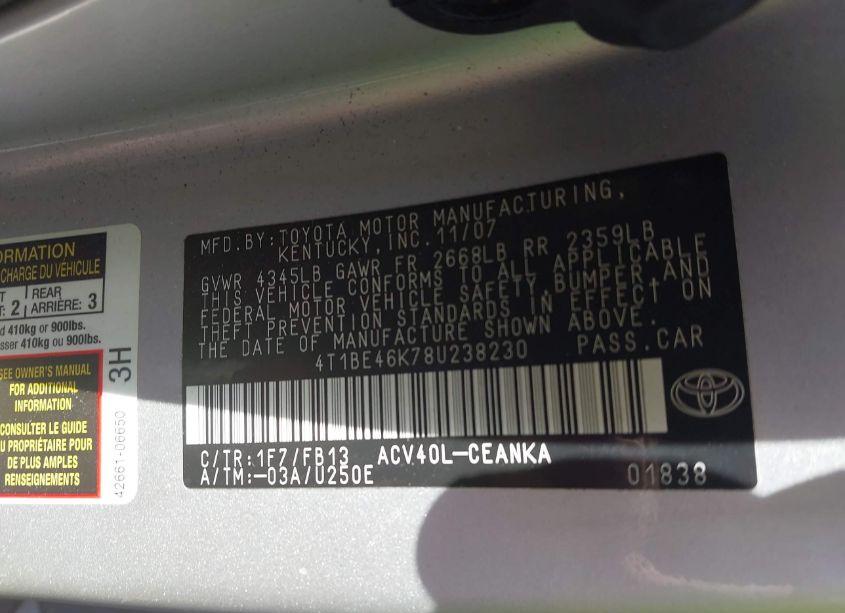 ORMATION
CHARGE DU VÉHICULE
2 REAR
ARRIÈRE: 3
410kg or 900lbs.
sser 410kg ou 900lbs.
3H
SEE OWNER'S MANUAL
FOR ADDITIONAL
INFORMATION
CONSULTER LE GUIDE
PROPRIÉTAIRE POUR
DE PLUS AMPLES
RENSEIGNEMENTS
42661-06650
MFD.BY:TOYOTA MOTOR MANUFACTURING,
KENTUCKY,INC.11/07
GVWR 4345LB GAWR FR 2668LB RR 2359LB
THIS VEHICLE CONFORMS TO ALL APPLICABLE
FEDERAL MOTOR VEHICLE SAFETY,BUMPER,AND
THEFT PREVENTION STANDARDS IN EFFECT ON
THE DATE OF MANUFACTURE SHOWN ABOVE.
4T1BE46K78U238230 PASS.CAR
C/TR:1F7/FB13 ACV40L-CEANKA
A/TM:-03A/U250E 01838